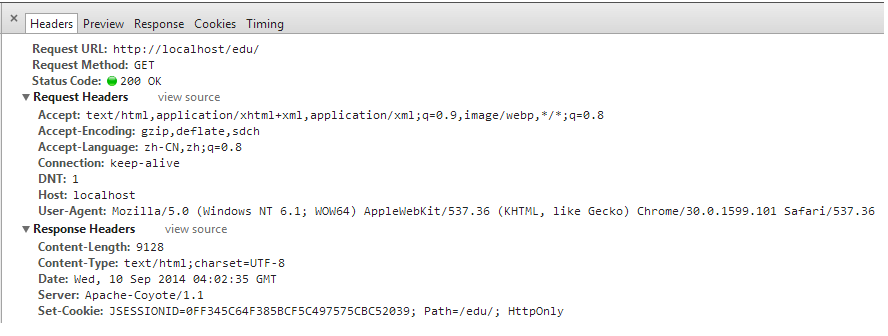 × Headers Preview Response Cookies Timing
Request URL: http://localhost/edu/
Request Method: GET
Status Code: 200 OK
▼Request Headers view source
Accept: text/html,application/xhtml+xml,application/xml;q=0.9,image/webp,*/*;q=0.8
Accept-Encoding: gzip,deflate,sdch
Accept-Language: zh-CN,zh;q=0.8
Connection: keep-alive
DNT: 1
Host: localhost
User-Agent: Mozilla/5.0 (Windows NT 6.1; WOW64) AppleWebKit/537.36 (KHTML, like Gecko) Chrome/30.0.1599.101 Safari/537.36
▼Response Headers view source
Content-Length: 9128
Content-Type: text/html;charset=UTF-8
Date: Wed, 10 Sep 2014 04:02:35 GMT
Server: Apache-Coyote/1.1
Set-Cookie: JSESSIONID=0FF345C64F385BCF5C497575CBC52039; Path=/edu/; HttpOnly